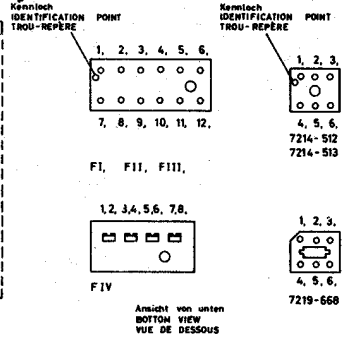 Kennloch
IDENTIFICATION POINT
TROU-REPÈRE
1, 2, 3, 4, 5, 6,
7, 8, 9, 10, 11, 12,
FI, FII, FIII,
Kennloch
IDENTIFICATION POINT
TROU-REPÈRE
1, 2, 3,
4, 5, 6,
7214-512
7214-513
1,2, 3,4, 5,6, 7,8,
FIV
1, 2, 3,
4, 5, 6,
7219-668
Ansicht von unten
BOTTOM VIEW
VUE DE DESSOUS